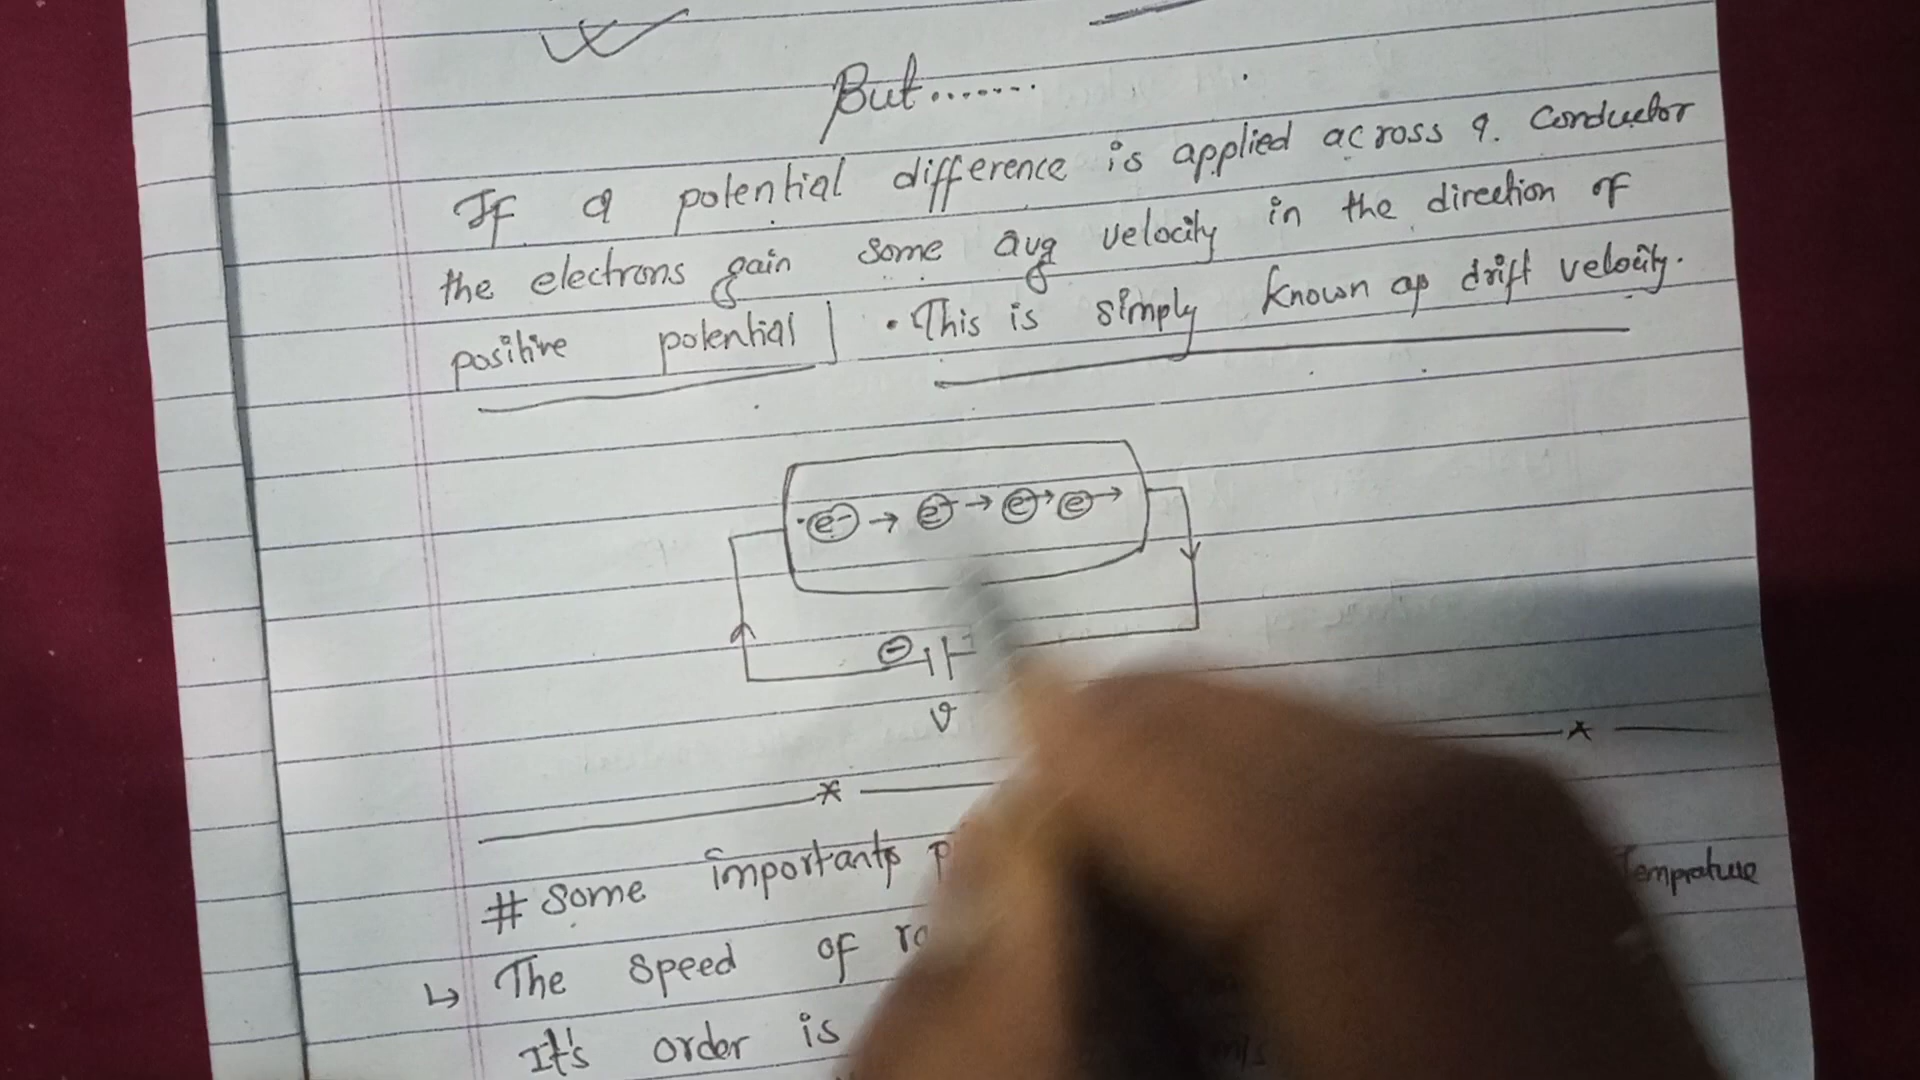 But.......
If a potential difference is applied across a. Conductor
the electrons gain some avg velocity in the direction of
positive potential | . This is simply known as drift velocity.
e- → e- → e- → e →
⊖
V
# Some importants
Temprature
↳ The speed of
It's order is
m/s